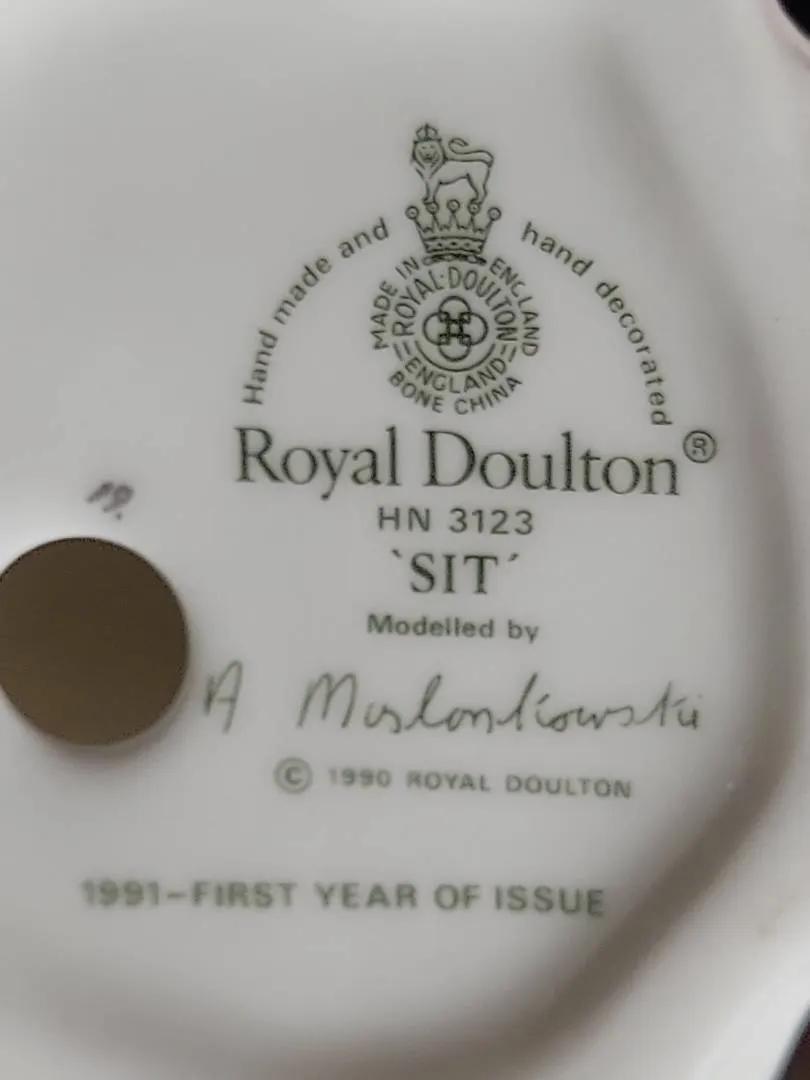 Hand made and hand decorated
MADE IN ENGLAND
ROYAL·DOULTON
ENGLAND
BONE CHINA
Royal Doulton®
HN 3123
`SIT´
Modelled by
A Maslankowski
© 1990 ROYAL DOULTON
1991–FIRST YEAR OF ISSUE